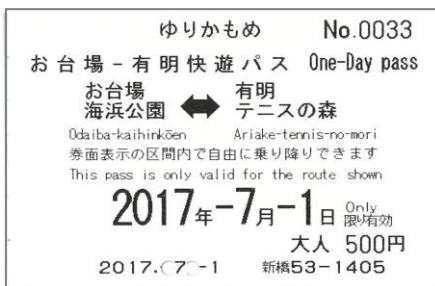 ゆりかもめ No.0033
お台場-有明快遊パス One-Day pass
お台場 有明
海浜公園 ⬌ テニスの森
Odaiba-kaihinkōen Ariake-tennis-no-mori
券面表示の区間内で自由に乗り降りできます
This pass is only valid for the route shown
2017年-7月-1日 Only 限り有効
大人 500円
2017.-7.-1 新橋53-1405